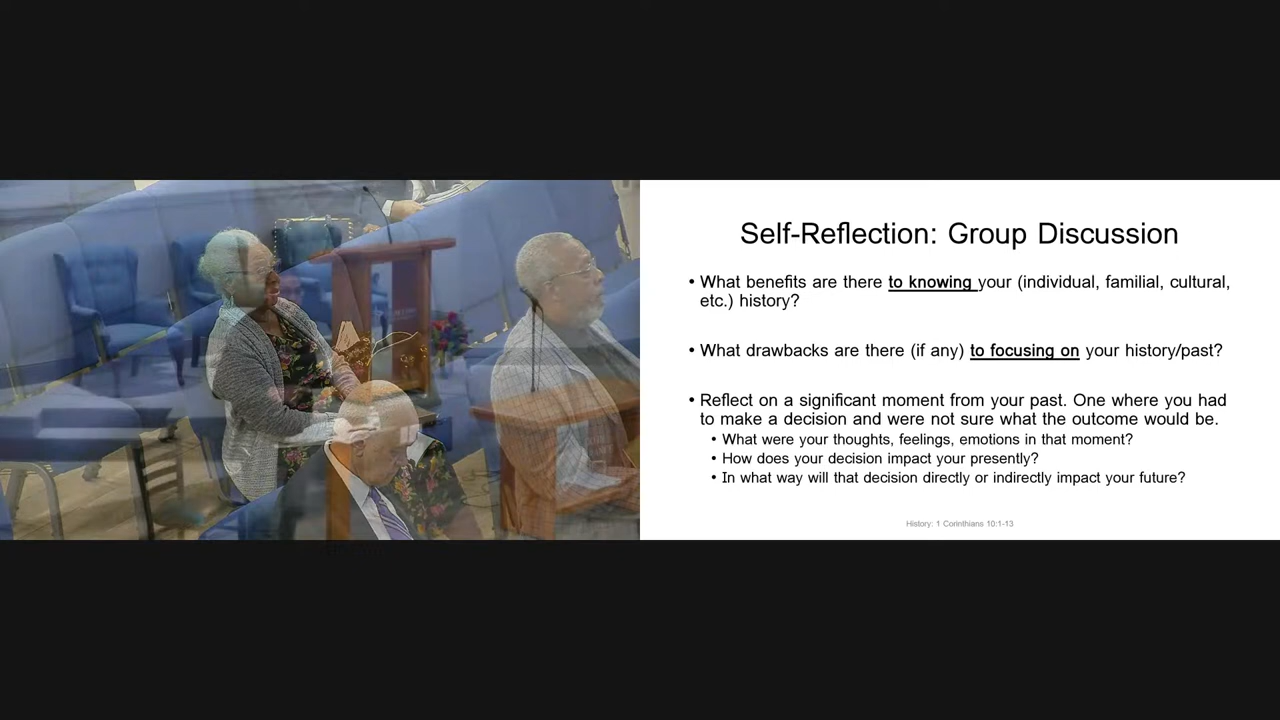 Self-Reflection: Group Discussion
• What benefits are there to knowing your (individual, familial, cultural,
etc.) history?
• What drawbacks are there (if any) to focusing on your history/past?
• Reflect on a significant moment from your past. One where you had
to make a decision and were not sure what the outcome would be.
• What were your thoughts, feelings, emotions in that moment?
• How does your decision impact your presently?
• In what way will that decision directly or indirectly impact your future?
History: 1 Corinthians 10:1-13